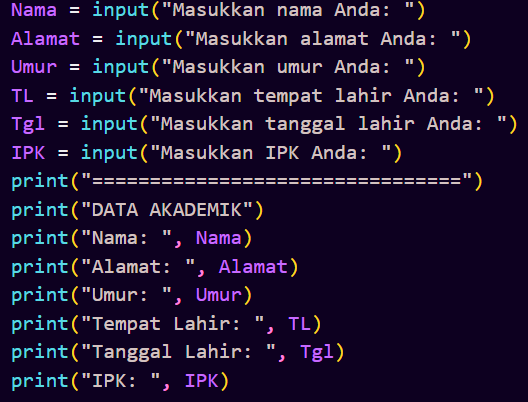 Nama = input("Masukkan nama Anda: ")
Alamat = input("Masukkan alamat Anda: ")
Umur = input("Masukkan umur Anda: ")
TL = input("Masukkan tempat lahir Anda: ")
Tgl = input("Masukkan tanggal lahir Anda: ")
IPK = input("Masukkan IPK Anda: ")
print("================================")
print("DATA AKADEMIK")
print("Nama: ", Nama)
print("Alamat: ", Alamat)
print("Umur: ", Umur)
print("Tempat Lahir: ", TL)
print("Tanggal Lahir: ", Tgl)
print("IPK: ", IPK)